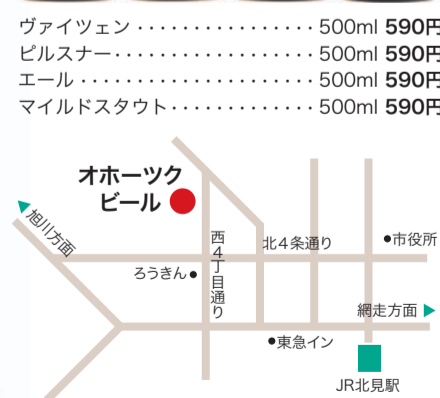 ヴァイツェン・・・・・・・・・・・・・・・500ml 590円
ピルスナー・・・・・・・・・・・・・・・・・500ml 590円
エール・・・・・・・・・・・・・・・・・・・・500ml 590円
マイルドスタウト・・・・・・・・・・・・500ml 590円
オホーツク
ビール
旭川方面
西4丁目通り
北4条通り
市役所
ろうきん
網走方面
東急イン
JR北見駅